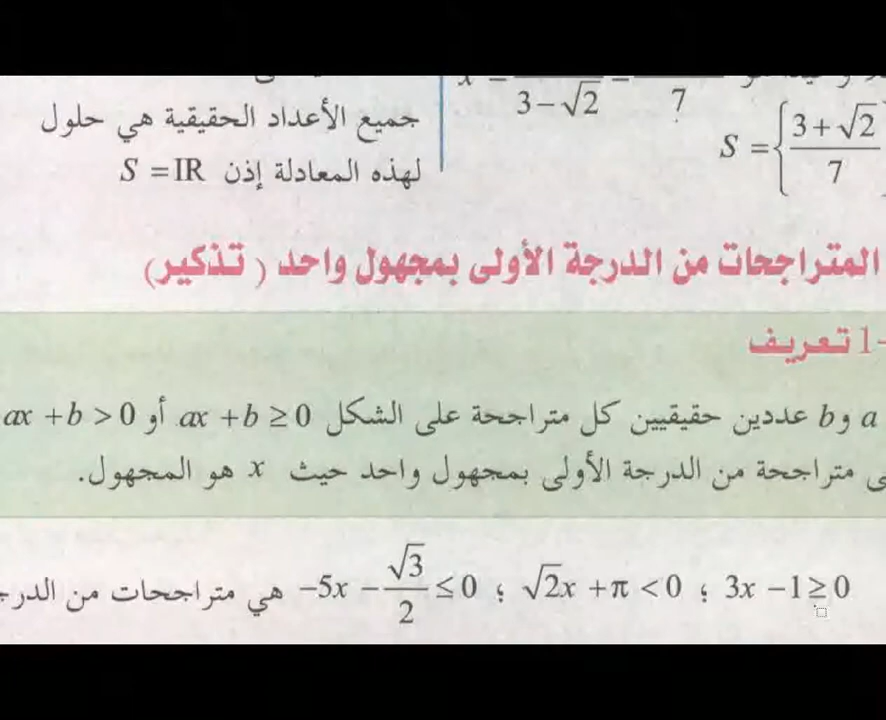 3 − √2
7
S = { 3 + √2 / 7
جميع الأعداد الحقيقية هي حلول
لهذه المعادلة إذن S = IR
المتراجحات من الدرجة الأولى بمجهول واحد ( تذكير )
1- تعريف
a و b عددين حقيقيين كل متراجحة على الشكل ax + b ≥ 0 أو ax + b > 0
متراجحة من الدرجة الأولى بمجهول واحد حيث x هو المجهول.
3x − 1 ≥ 0 ؛ √2x + π < 0 ؛ −5x − √3/2 ≤ 0 هي متراجحات من